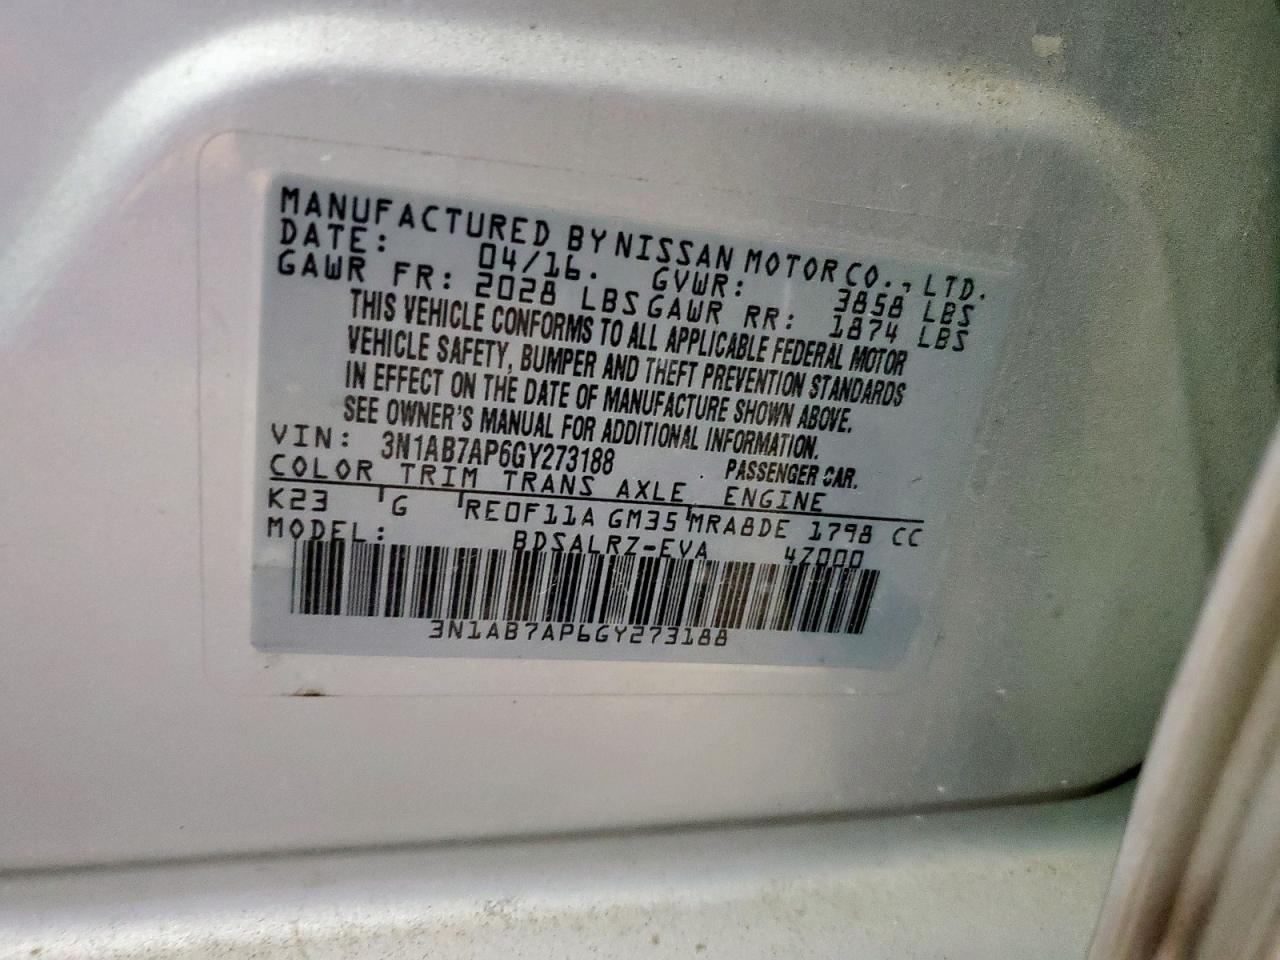 MANUFACTURED BY NISSAN MOTOR CO., LTD.
DATE: 04/16. GVWR: 3858 LBS
GAWR FR: 2028 LBS GAWR RR: 1874 LBS
THIS VEHICLE CONFORMS TO ALL APPLICABLE FEDERAL MOTOR
VEHICLE SAFETY, BUMPER AND THEFT PREVENTION STANDARDS
IN EFFECT ON THE DATE OF MANUFACTURE SHOWN ABOVE.
SEE OWNER'S MANUAL FOR ADDITIONAL INFORMATION.
VIN: 3N1AB7AP6GY273188 PASSENGER CAR.
COLOR TRIM TRANS AXLE ENGINE
K23 G RE0F11A GM35 MRA8DE 1798 CC
MODEL: BDSALRZ-EVA 4Z000
3N1AB7AP6GY273188